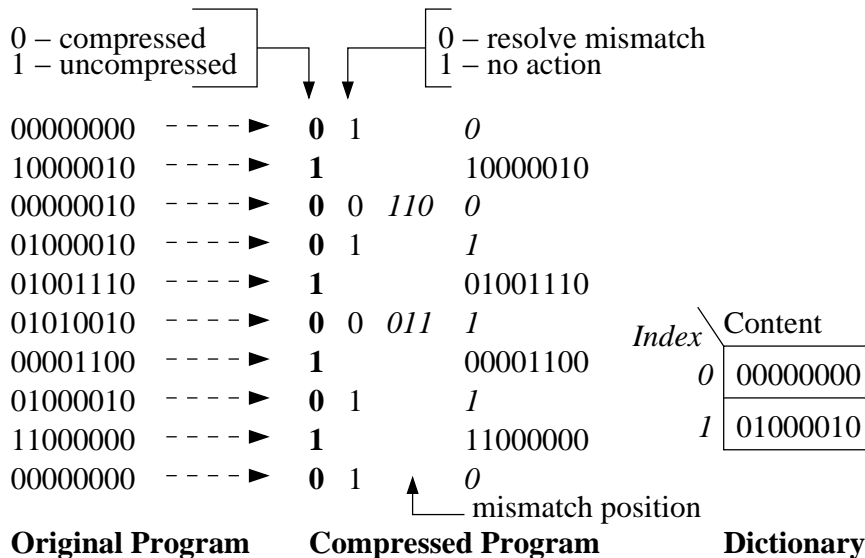 0 – compressed 0 – resolve mismatch
1 – uncompressed 1 – no action
00000000 0 1 0
10000010 1 10000010
00000010 0 0 110 0
01000010 0 1 1
01001110 1 01001110
01010010 0 0 011 1
Index Content
00001100 1 00001100
0 00000000
01000010 0 1 1
1 01000010
11000000 1 11000000
00000000 0 1 0
mismatch position
Original Program Compressed Program Dictionary